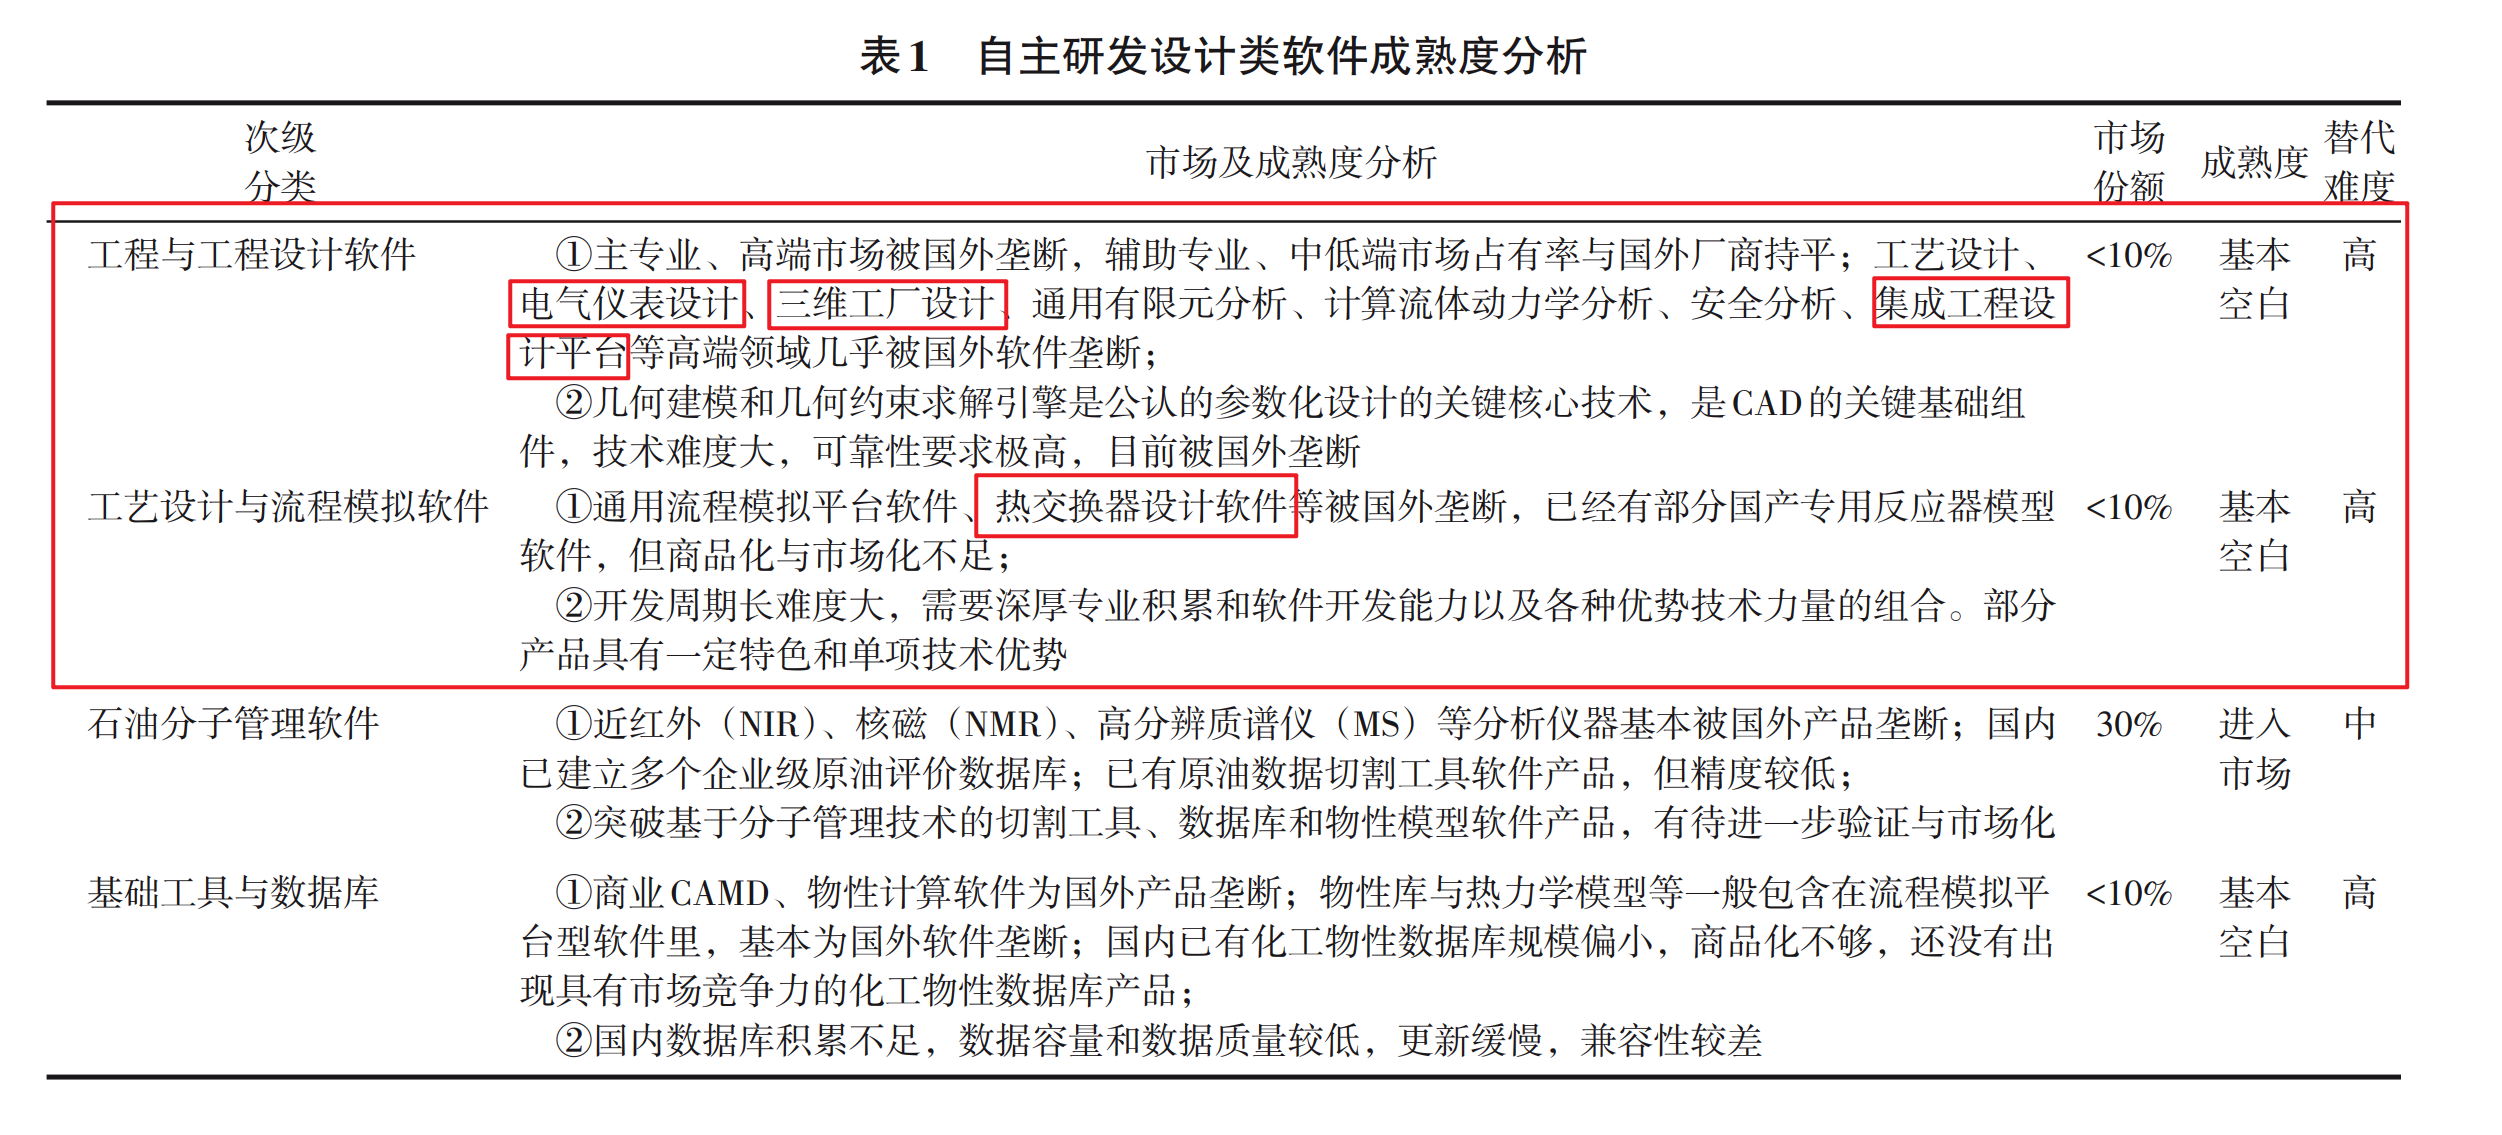 表1 自主研发设计类软件成熟度分析
次级
分类
市场及成熟度分析
市场
份额
成熟度
替代
难度
工程与工程设计软件
①主专业、高端市场被国外垄断，辅助专业、中低端市场占有率与国外厂商持平；工艺设计、
电气仪表设计、三维工厂设计、通用有限元分析、计算流体动力学分析、安全分析、集成工程设
计平台等高端领域几乎被国外软件垄断；
②几何建模和几何约束求解引擎是公认的参数化设计的关键核心技术，是CAD的关键基础组
件，技术难度大，可靠性要求极高，目前被国外垄断
<10%
基本
空白
高
工艺设计与流程模拟软件
①通用流程模拟平台软件、热交换器设计软件等被国外垄断，已经有部分国产专用反应器模型
软件，但商品化与市场化不足；
②开发周期长难度大，需要深厚专业积累和软件开发能力以及各种优势技术力量的组合。部分
产品具有一定特色和单项技术优势
<10%
基本
空白
高
石油分子管理软件
①近红外（NIR）、核磁（NMR）、高分辨质谱仪（MS）等分析仪器基本被国外产品垄断；国内
已建立多个企业级原油评价数据库；已有原油数据切割工具软件产品，但精度较低；
②突破基于分子管理技术的切割工具、数据库和物性模型软件产品，有待进一步验证与市场化
30%
进入
市场
中
基础工具与数据库
①商业CAMD、物性计算软件为国外产品垄断；物性库与热力学模型等一般包含在流程模拟平
台型软件里，基本为国外软件垄断；国内已有化工物性数据库规模偏小，商品化不够，还没有出
现具有市场竞争力的化工物性数据库产品；
②国内数据库积累不足，数据容量和数据质量较低，更新缓慢，兼容性较差
<10%
基本
空白
高